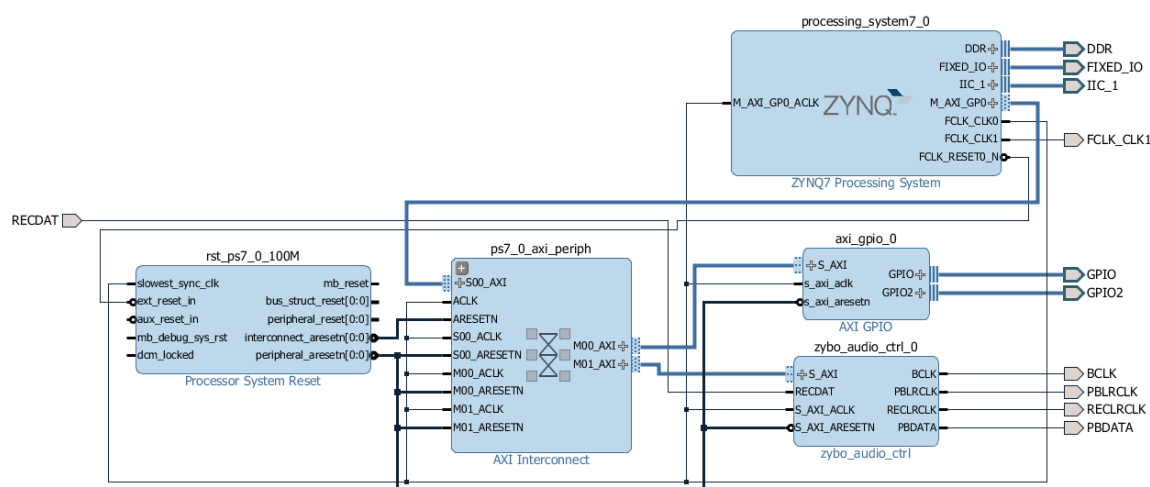 processing_system7_0
DDR
FIXED_IO
IIC_1
M_AXI_GP0_ACLK
ZYNQ
M_AXI_GP0
FCLK_CLK0
FCLK_CLK1
FCLK_RESET0_N
ZYNQ7 Processing System
DDR
FIXED_IO
IIC_1
FCLK_CLK1
RECDAT
rst_ps7_0_100M
slowest_sync_clk
ext_reset_in
aux_reset_in
mb_debug_sys_rst
dcm_locked
mb_reset
bus_struct_reset[0:0]
peripheral_reset[0:0]
interconnect_aresetn[0:0]
peripheral_aresetn[0:0]
Processor System Reset
ps7_0_axi_periph
S00_AXI
ACLK
ARESETN
S00_ACLK
S00_ARESETN
M00_ACLK
M00_ARESETN
M01_ACLK
M01_ARESETN
M00_AXI
M01_AXI
AXI Interconnect
axi_gpio_0
S_AXI
s_axi_aclk
s_axi_aresetn
GPIO
GPIO2
AXI GPIO
GPIO
GPIO2
zybo_audio_ctrl_0
S_AXI
RECDAT
S_AXI_ACLK
S_AXI_ARESETN
BCLK
PBLRCLK
RECLRCLK
PBDATA
zybo_audio_ctrl
BCLK
PBLRCLK
RECLRCLK
PBDATA